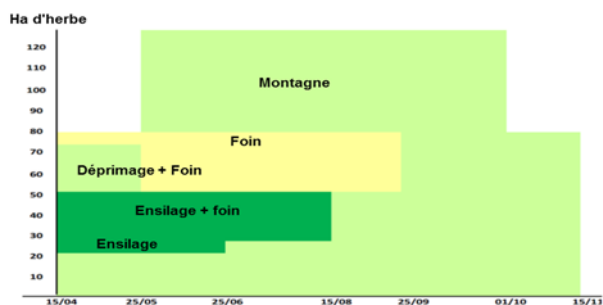 Ha d'herbe
120
110
100
90
80
70
60
50
40
30
20
10
Montagne
Foin
Déprimage + Foin
Ensilage + foin
Ensilage
15/04 25/05 25/06 15/08 25/09 01/10 15/11